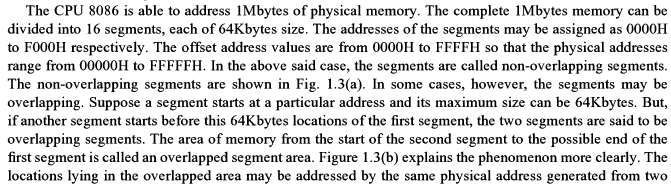 The CPU 8086 is able to address 1Mbytes of physical memory. The complete 1Mbytes memory can be
divided into 16 segments, each of 64Kbytes size. The addresses of the segments may be assigned as 0000H
to F000H respectively. The offset address values are from 0000H to FFFFH so that the physical addresses
range from 00000H to FFFFFH. In the above said case, the segments are called non-overlapping segments.
The non-overlapping segments are shown in Fig. 1.3(a). In some cases, however, the segments may be
overlapping. Suppose a segment starts at a particular address and its maximum size can be 64Kbytes. But,
if another segment starts before this 64Kbytes locations of the first segment, the two segments are said to be
overlapping segments. The area of memory from the start of the second segment to the possible end of the
first segment is called an overlapped segment area. Figure 1.3(b) explains the phenomenon more clearly. The
locations lying in the overlapped area may be addressed by the same physical address generated from two